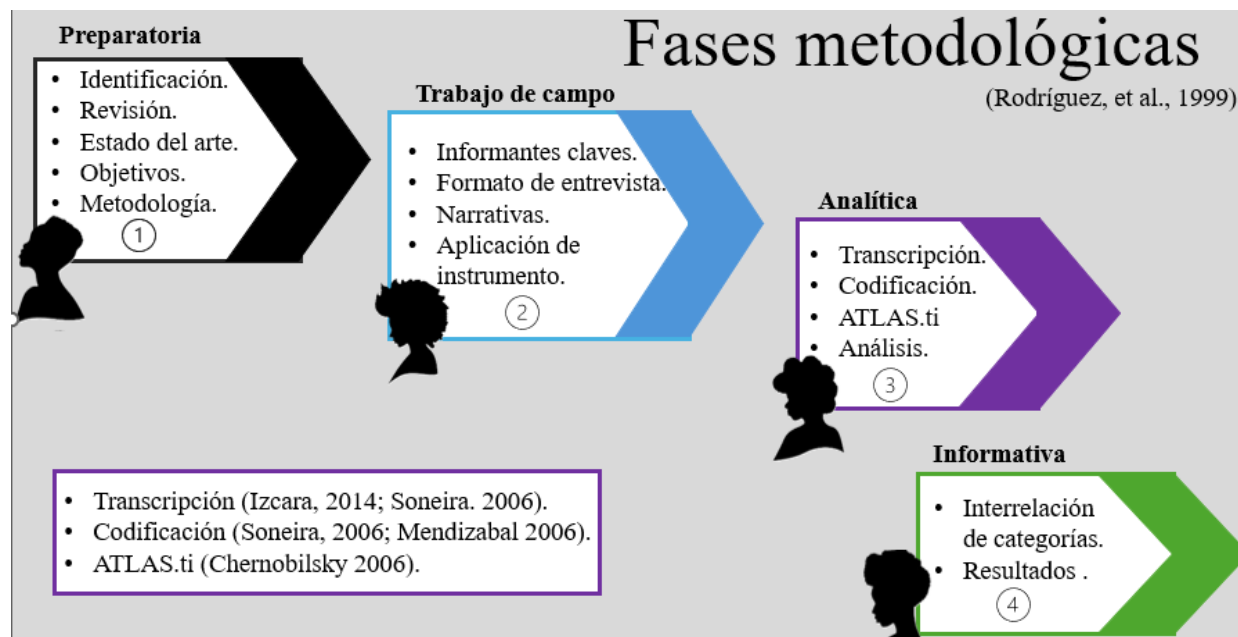 Fases metodológicas
(Rodríguez, et al., 1999)
Preparatoria
• Identificación.
• Revisión.
• Estado del arte.
• Objetivos.
• Metodología.
1
Trabajo de campo
• Informantes claves.
• Formato de entrevista.
• Narrativas.
• Aplicación de
instrumento.
2
Analítica
• Transcripción.
• Codificación.
• ATLAS.ti
• Análisis.
3
Informativa
• Interrelación
de categorías.
• Resultados .
4
• Transcripción (Izcara, 2014; Soneira. 2006).
• Codificación (Soneira, 2006; Mendizabal 2006).
• ATLAS.ti (Chernobilsky 2006).